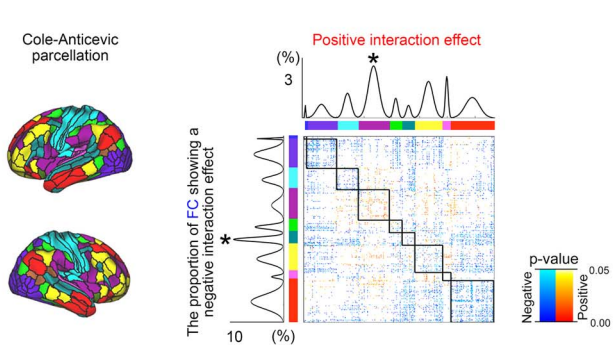 Cole-Anticevic
parcellation
Positive interaction effect
(%)
3
*
The proportion of FC showing a
negative interaction effect
*
10
(%)
p-value
Negative
Positive
0.05
0.00